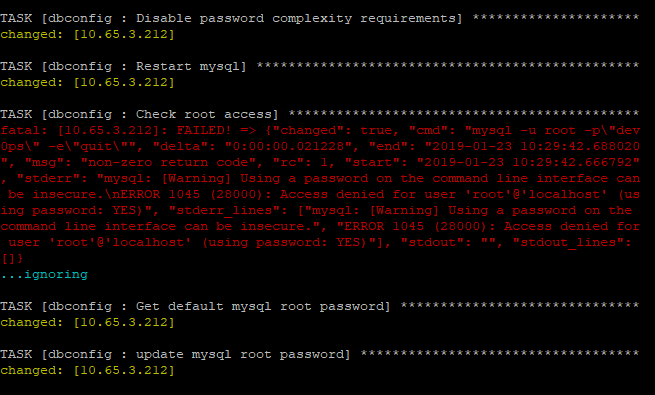 TASK [dbconfig : Disable password complexity requirements] *********************
changed: [10.65.3.212]
TASK [dbconfig : Restart mysql] ************************************************
changed: [10.65.3.212]
TASK [dbconfig : Check root access] ********************************************
fatal: [10.65.3.212]: FAILED! => {"changed": true, "cmd": "mysql -u root -p\"dev
Ops\" -e\"quit\"", "delta": "0:00:00.021228", "end": "2019-01-23 10:29:42.688020
", "msg": "non-zero return code", "rc": 1, "start": "2019-01-23 10:29:42.666792"
, "stderr": "mysql: [Warning] Using a password on the command line interface can
 be insecure.\nERROR 1045 (28000): Access denied for user 'root'@'localhost' (us
ing password: YES)", "stderr_lines": ["mysql: [Warning] Using a password on the
command line interface can be insecure.", "ERROR 1045 (28000): Access denied for
 user 'root'@'localhost' (using password: YES)"], "stdout": "", "stdout_lines":
[]}
...ignoring
TASK [dbconfig : Get default mysql root password] ******************************
changed: [10.65.3.212]
TASK [dbconfig : update mysql root password] ***********************************
changed: [10.65.3.212]